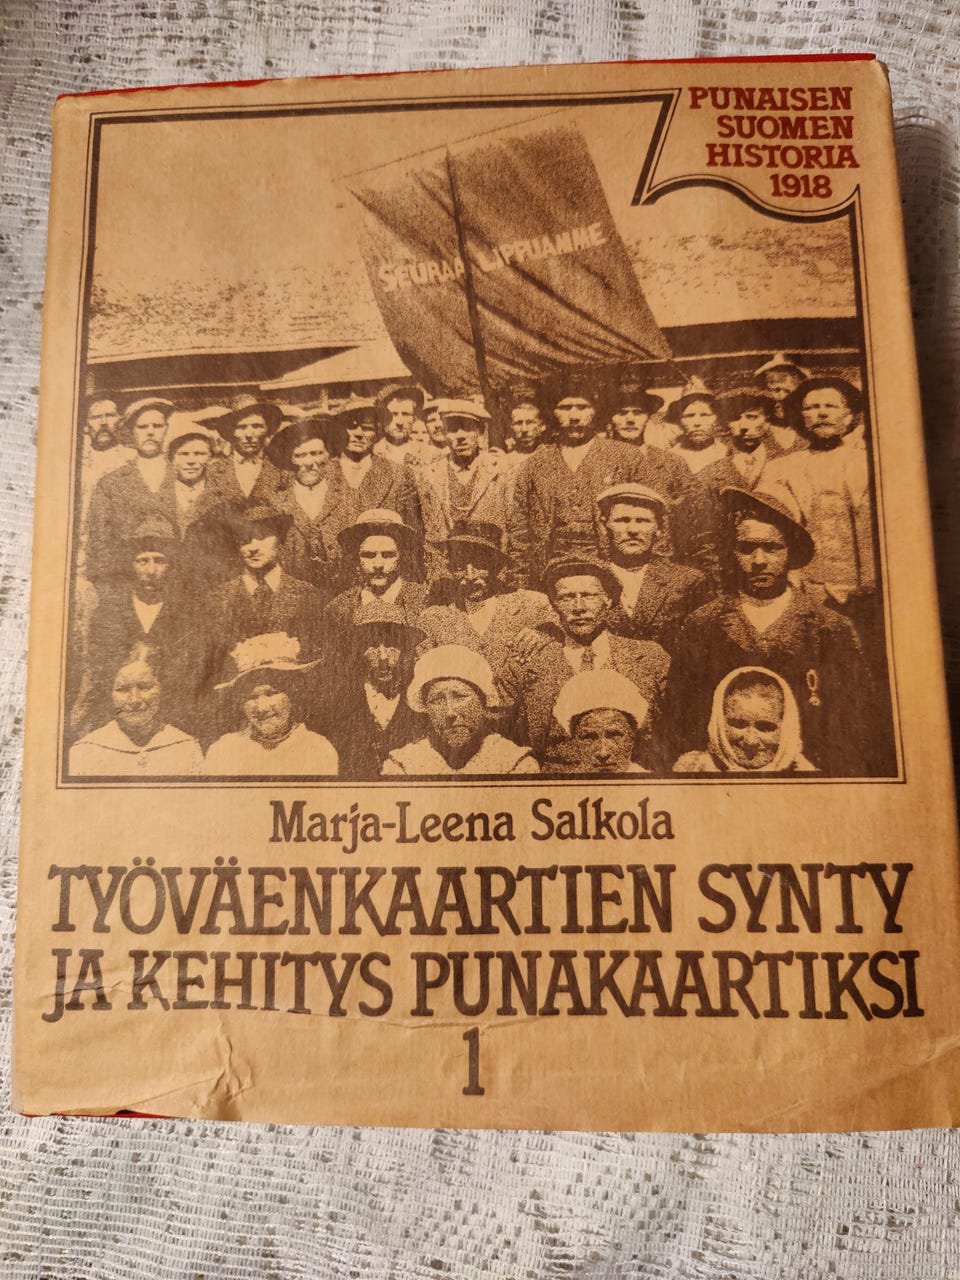 PUNAISEN
SUOMEN
HISTORIA
1918
SEURAA LIPPUAMME
Marja-Leena Salkola
TYÖVÄENKAARTIEN SYNTY
JA KEHITYS PUNAKAARTIKSI
1